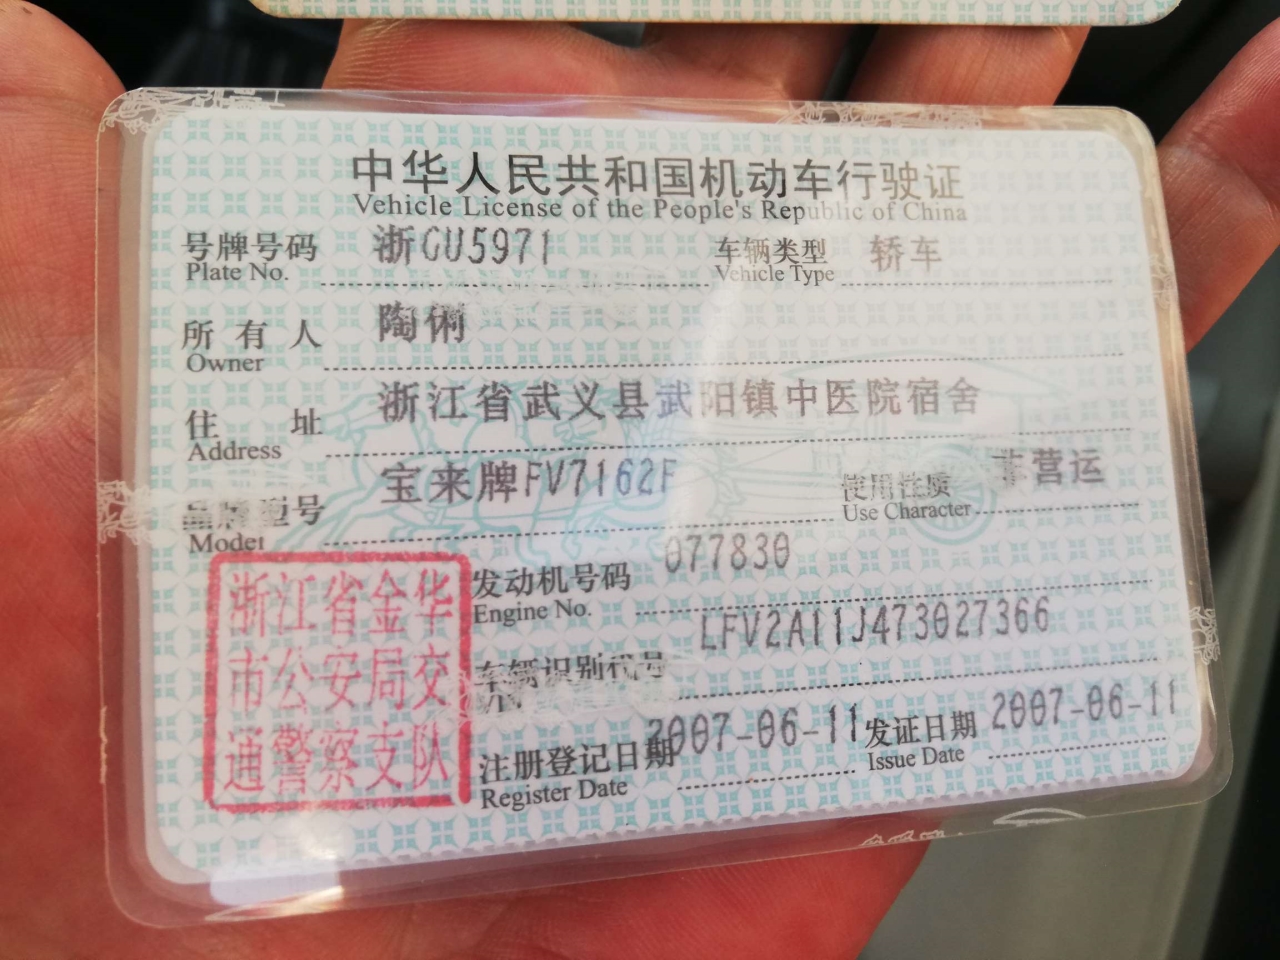 中华人民共和国机动车行驶证
Vehicle License of the People's Republic of China
号牌号码 浙GU5971 车辆类型 轿车
Plate No. Vehicle Type
所有人 陶俐
Owner
住址 浙江省武义县武阳镇中医院宿舍
Address
品牌型号 宝来牌FV7162F 使用性质 非营运
Model Use Character
浙江省金华
市公安局交
通警察支队
发动机号码 077830
Engine No.
车辆识别代号 LFV2A11J473027366
注册登记日期 2007-06-11 发证日期 2007-06-11
Register Date Issue Date